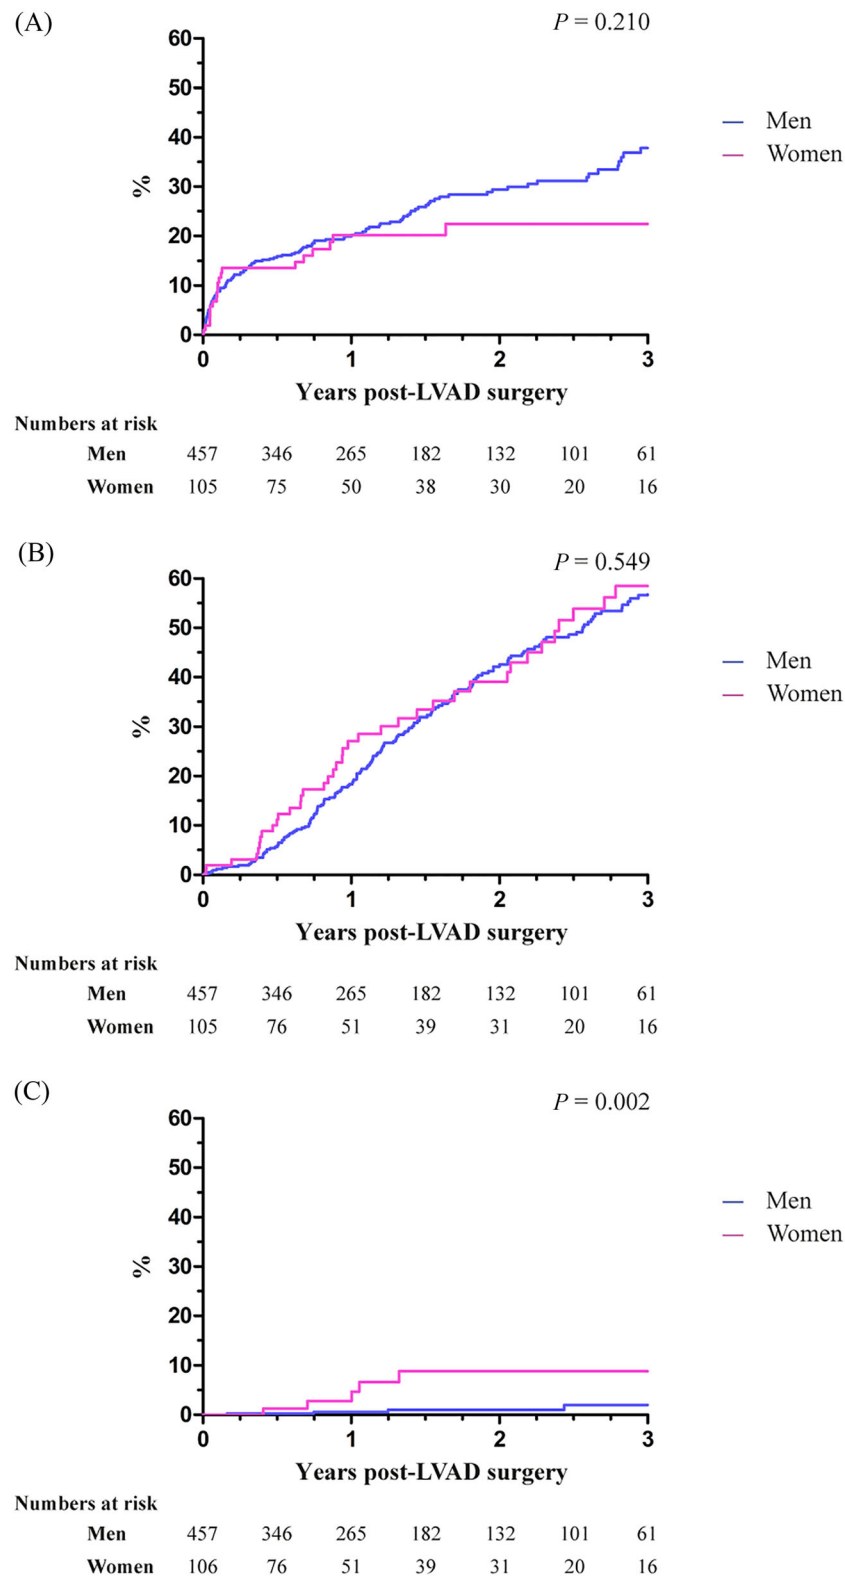 (A)
P = 0.210
60
50
40
30
20
10
0
%
Men
Women
0 1 2 3
Years post-LVAD surgery
Numbers at risk
Men 457 346 265 182 132 101 61
Women 105 75 50 38 30 20 16
(B)
P = 0.549
60
50
40
30
20
10
0
%
Men
Women
0 1 2 3
Years post-LVAD surgery
Numbers at risk
Men 457 346 265 182 132 101 61
Women 105 76 51 39 31 20 16
(C)
P = 0.002
60
50
40
30
20
10
0
%
Men
Women
0 1 2 3
Years post-LVAD surgery
Numbers at risk
Men 457 346 265 182 132 101 61
Women 106 76 51 39 31 20 16